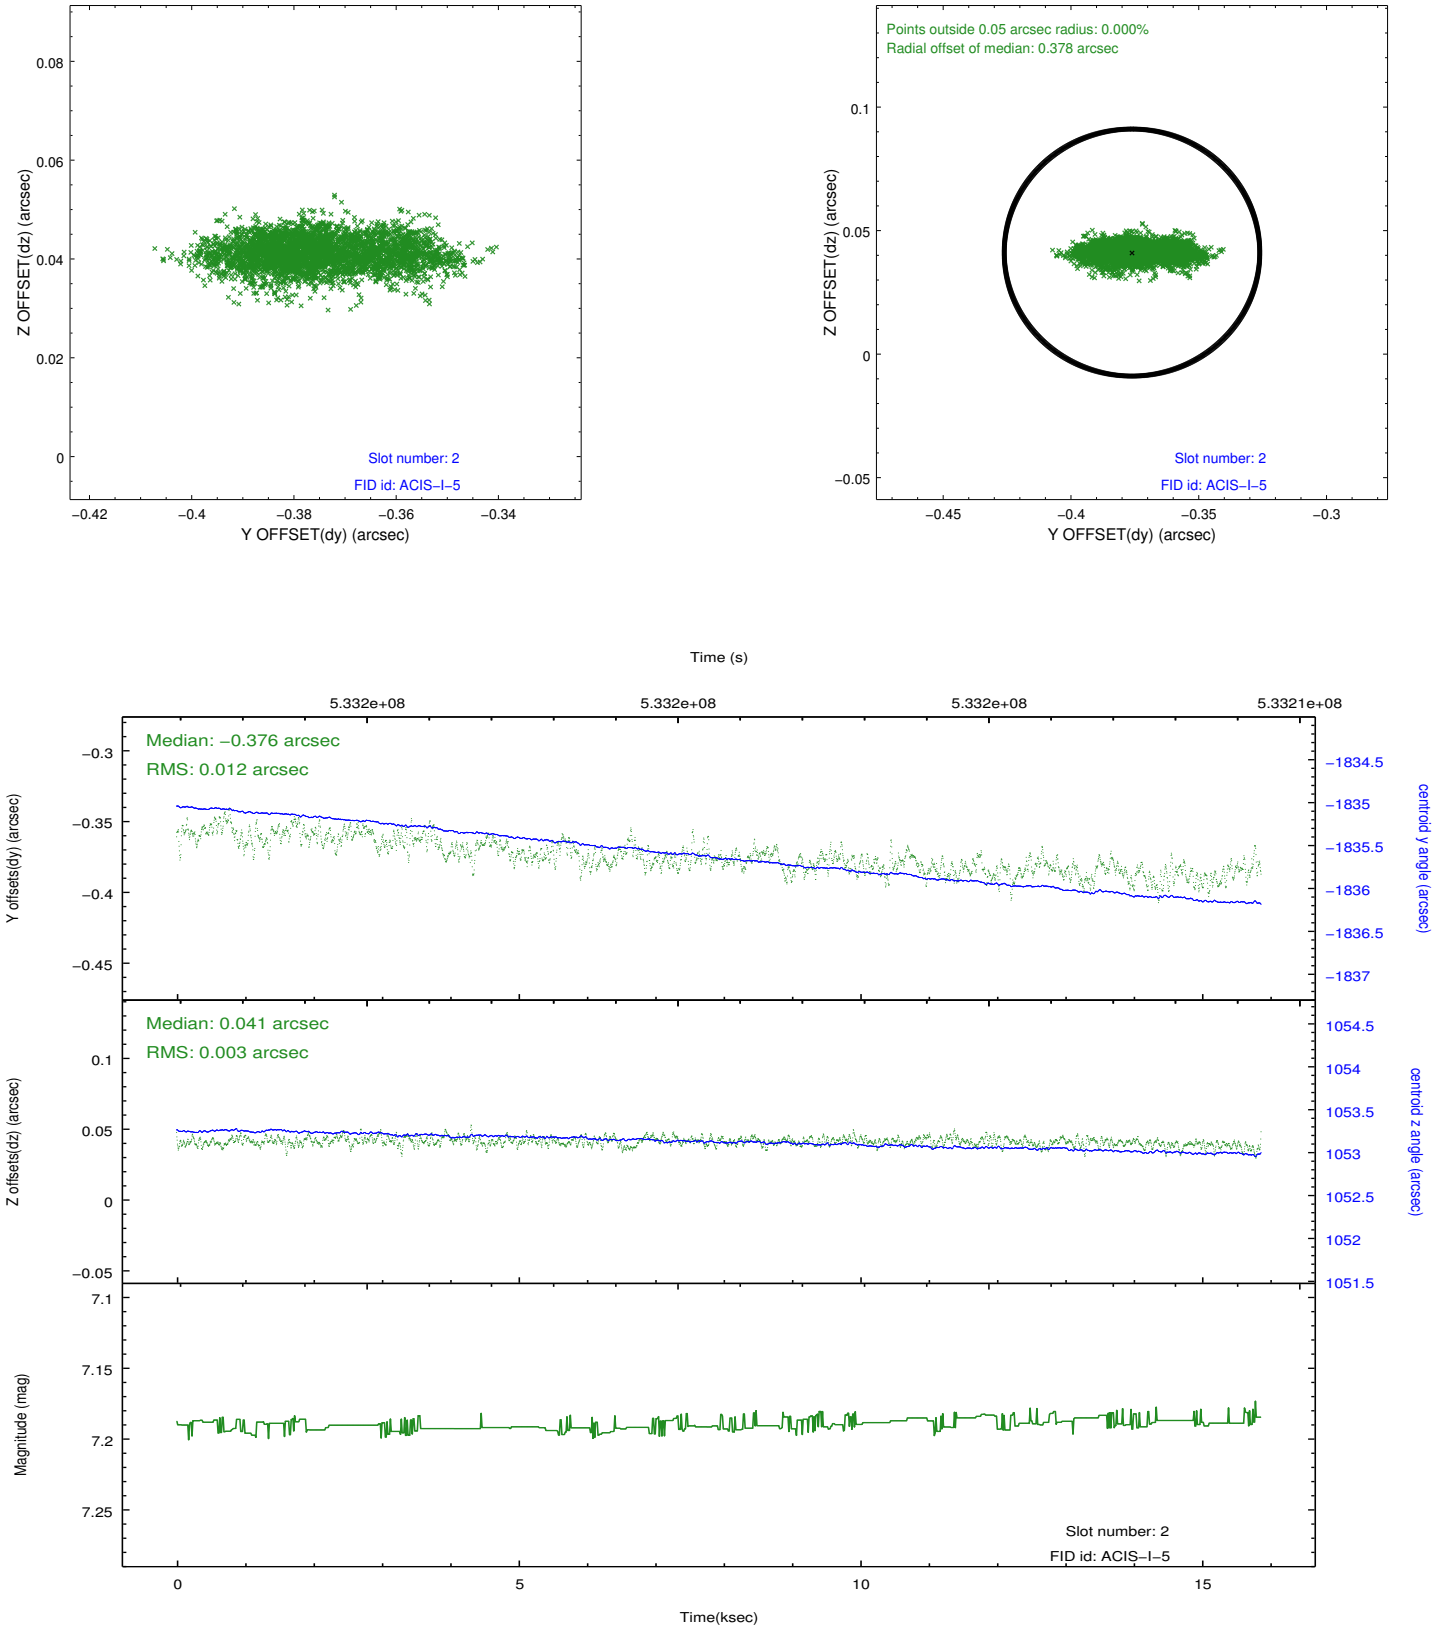 0.08
0.06
0.04
0.02
0
Z OFFSET(dz) (arcsec)
Slot number: 2
FID id: ACIS−I−5
−0.42 −0.4 −0.38 −0.36 −0.34
Y OFFSET(dy) (arcsec)
Points outside 0.05 arcsec radius: 0.000%
Radial offset of median: 0.378 arcsec
0.1
0.05
0
−0.05
Z OFFSET(dz) (arcsec)
Slot number: 2
FID id: ACIS−I−5
−0.45 −0.4 −0.35 −0.3
Y OFFSET(dy) (arcsec)
Time (s)
5.332e+08 5.332e+08 5.332e+08 5.3321e+08
Median: −0.376 arcsec
RMS: 0.012 arcsec
−0.3
−0.35
−0.4
−0.45
Y offsets(dy) (arcsec)
−1834.5
−1835
−1835.5
−1836
−1836.5
−1837
centroid y angle (arcsec)
Median: 0.041 arcsec
RMS: 0.003 arcsec
0.1
0.05
0
−0.05
Z offsets(dz) (arcsec)
1054.5
1054
1053.5
1053
1052.5
1052
1051.5
centroid z angle (arcsec)
7.1
7.15
7.2
7.25
Magnitude (mag)
Slot number: 2
FID id: ACIS−I−5
0 5 10 15
Time(ksec)